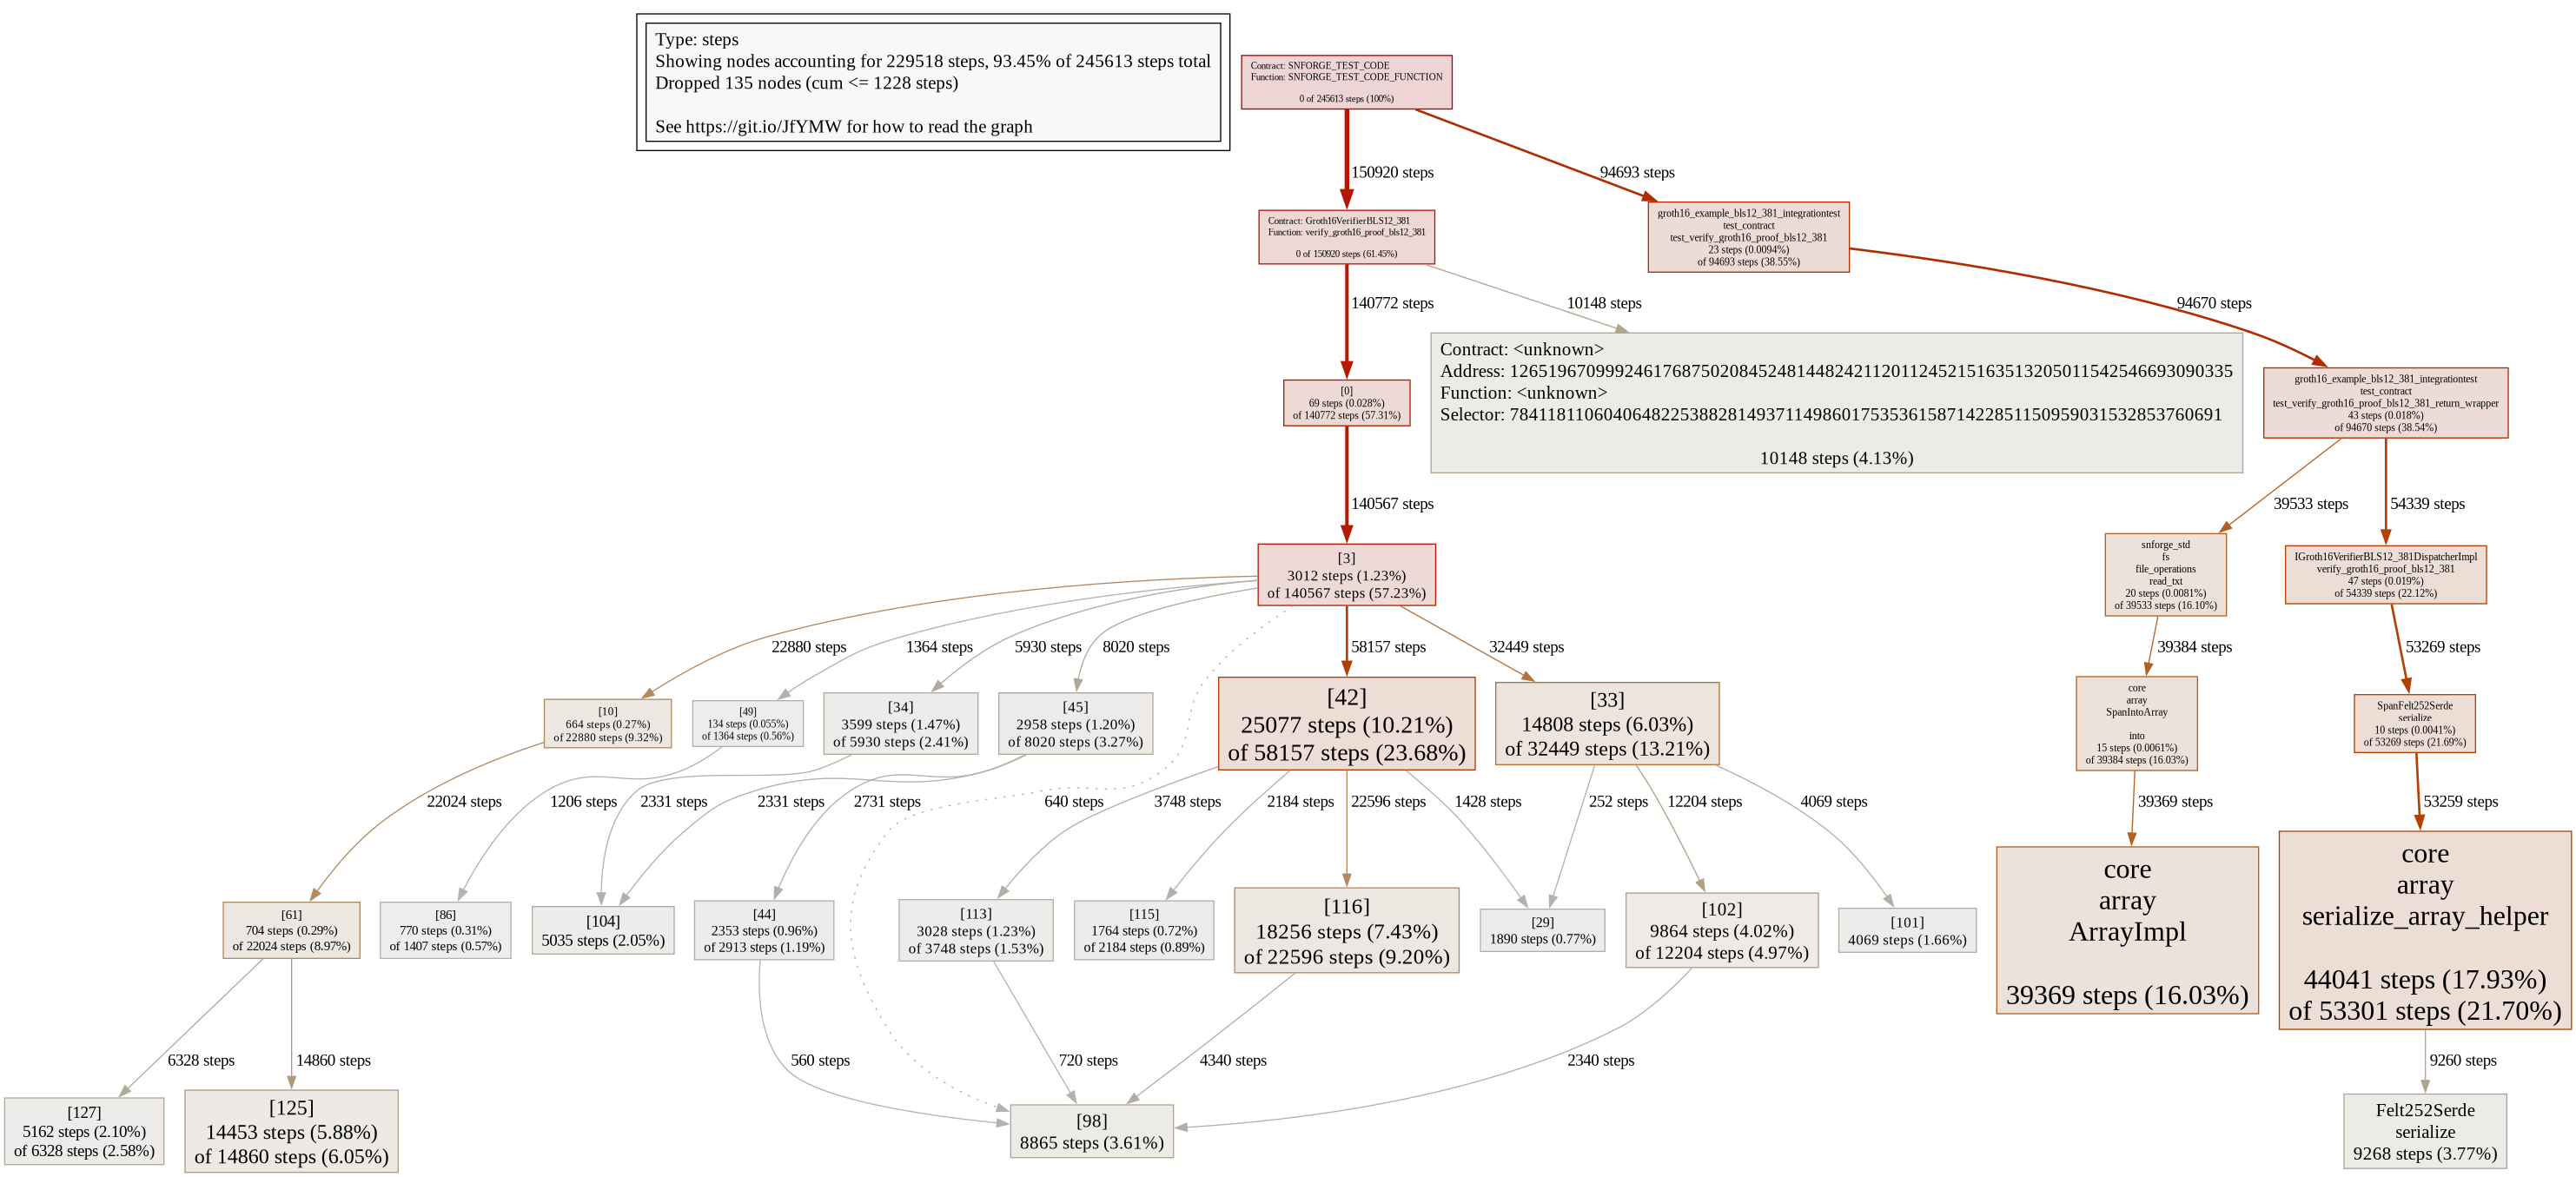 Type: steps
Showing nodes accounting for 229518 steps, 93.45% of 245613 steps total
Dropped 135 nodes (cum <= 1228 steps)
See https://git.io/JfYMW for how to read the graph
Contract: SNFORGE_TEST_CODE
Function: SNFORGE_TEST_CODE_FUNCTION
0 of 245613 steps (100%)
150920 steps
94693 steps
Contract: Groth16VerifierBLS12_381
Function: verify_groth16_proof_bls12_381
0 of 150920 steps (61.45%)
groth16_example_bls12_381_integrationtest
test_contract
test_verify_groth16_proof_bls12_381
23 steps (0.0094%)
of 94693 steps (38.55%)
140772 steps
10148 steps
94670 steps
[0]
69 steps (0.028%)
of 140772 steps (57.31%)
Contract: <unknown>
Address: 1265196709992461768750208452481448242112011245215163513205011542546693090335
Function: <unknown>
Selector: 784118110604064822538828149371149860175353615871422851150959031532853760691
10148 steps (4.13%)
groth16_example_bls12_381_integrationtest
test_contract
test_verify_groth16_proof_bls12_381_return_wrapper
43 steps (0.018%)
of 94670 steps (38.54%)
140567 steps
39533 steps
54339 steps
[3]
3012 steps (1.23%)
of 140567 steps (57.23%)
snforge_std
fs
file_operations
read_txt
20 steps (0.0081%)
of 39533 steps (16.10%)
IGroth16VerifierBLS12_381DispatcherImpl
verify_groth16_proof_bls12_381
47 steps (0.019%)
of 54339 steps (22.12%)
22880 steps
1364 steps
5930 steps
8020 steps
58157 steps
32449 steps
39384 steps
53269 steps
[10]
664 steps (0.27%)
of 22880 steps (9.32%)
[49]
134 steps (0.055%)
of 1364 steps (0.56%)
[34]
3599 steps (1.47%)
of 5930 steps (2.41%)
[45]
2958 steps (1.20%)
of 8020 steps (3.27%)
[42]
25077 steps (10.21%)
of 58157 steps (23.68%)
[33]
14808 steps (6.03%)
of 32449 steps (13.21%)
core
array
SpanIntoArray
into
15 steps (0.0061%)
of 39384 steps (16.03%)
SpanFelt252Serde
serialize
10 steps (0.0041%)
of 53269 steps (21.69%)
22024 steps
1206 steps
2331 steps
2331 steps
2731 steps
640 steps
3748 steps
2184 steps
22596 steps
1428 steps
252 steps
12204 steps
4069 steps
39369 steps
53259 steps
[61]
704 steps (0.29%)
of 22024 steps (8.97%)
[86]
770 steps (0.31%)
of 1407 steps (0.57%)
[104]
5035 steps (2.05%)
[44]
2353 steps (0.96%)
of 2913 steps (1.19%)
[113]
3028 steps (1.23%)
of 3748 steps (1.53%)
[115]
1764 steps (0.72%)
of 2184 steps (0.89%)
[116]
18256 steps (7.43%)
of 22596 steps (9.20%)
[29]
1890 steps (0.77%)
[102]
9864 steps (4.02%)
of 12204 steps (4.97%)
[101]
4069 steps (1.66%)
core
array
ArrayImpl
39369 steps (16.03%)
core
array
serialize_array_helper
44041 steps (17.93%)
of 53301 steps (21.70%)
6328 steps
14860 steps
560 steps
720 steps
4340 steps
2340 steps
9260 steps
[127]
5162 steps (2.10%)
of 6328 steps (2.58%)
[125]
14453 steps (5.88%)
of 14860 steps (6.05%)
[98]
8865 steps (3.61%)
Felt252Serde
serialize
9268 steps (3.77%)